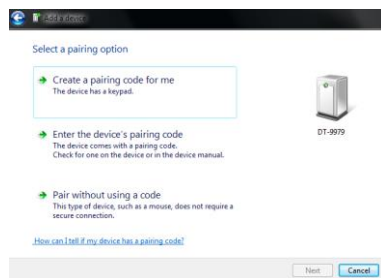 Add a device
Select a pairing option
Create a pairing code for me
The device has a keypad.
DT-9979
Enter the device's pairing code
The device comes with a pairing code.
Check for one on the device or in the device manual.
Pair without using a code
This type of device, such as a mouse, does not require a
secure connection.
How can I tell if my device has a pairing code?
Next
Cancel